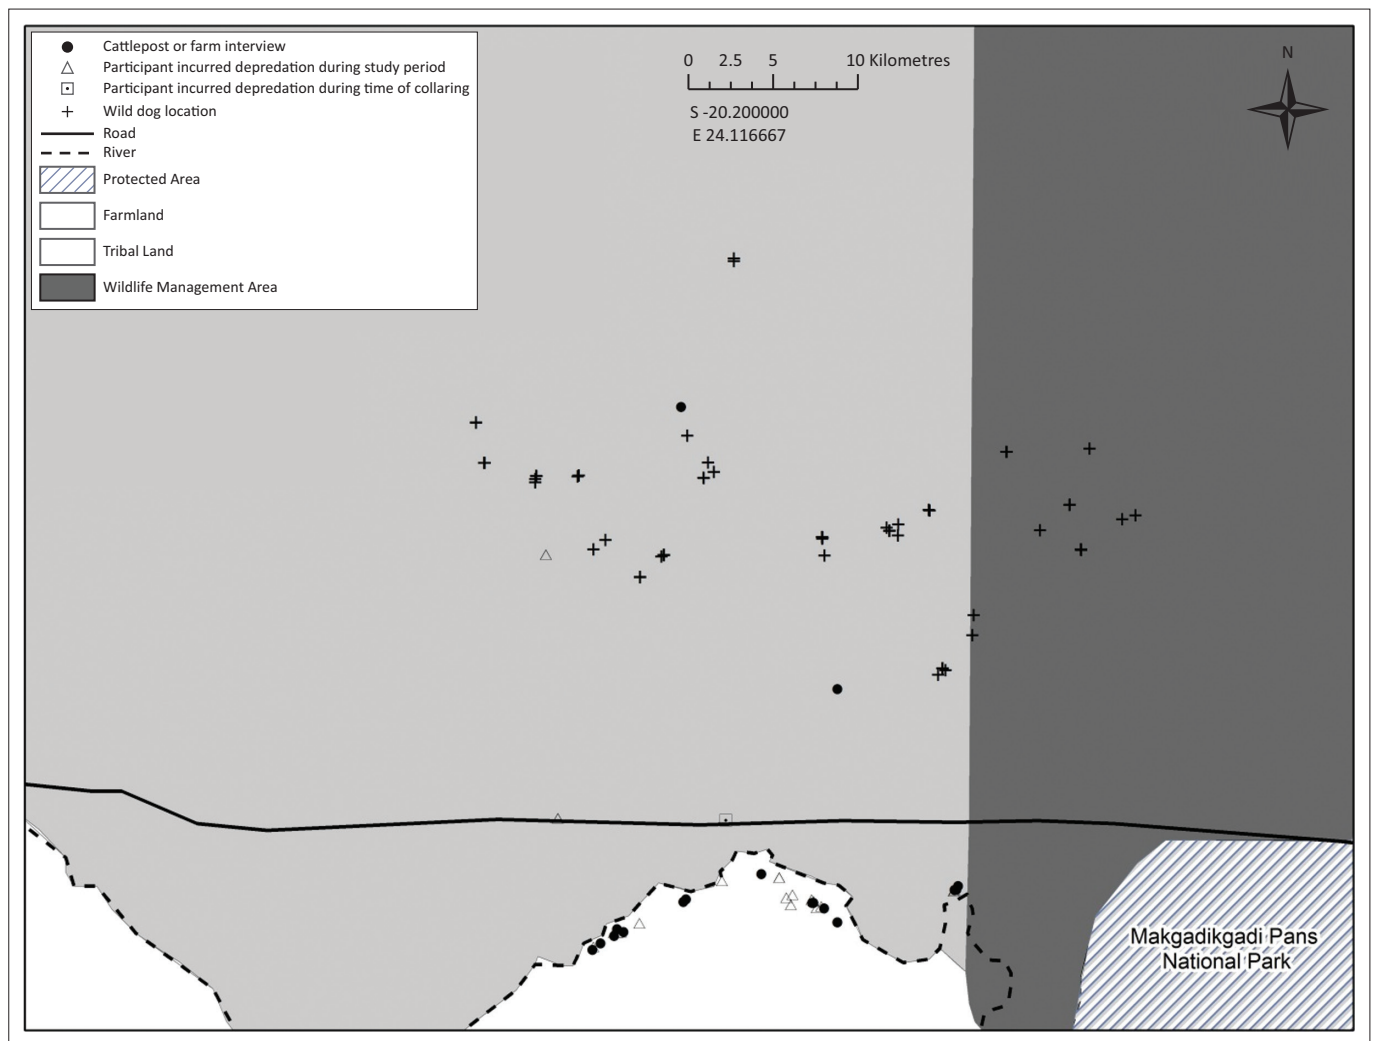 Cattlepost or farm interview
Participant incurred depredation during study period
Participant incurred depredation during time of collaring
Wild dog location
Road
River
Protected Area
Farmland
Tribal Land
Wildlife Management Area
0 2.5 5 10 Kilometres
S -20.200000
E 24.116667
N
Makgadikgadi Pans
National Park